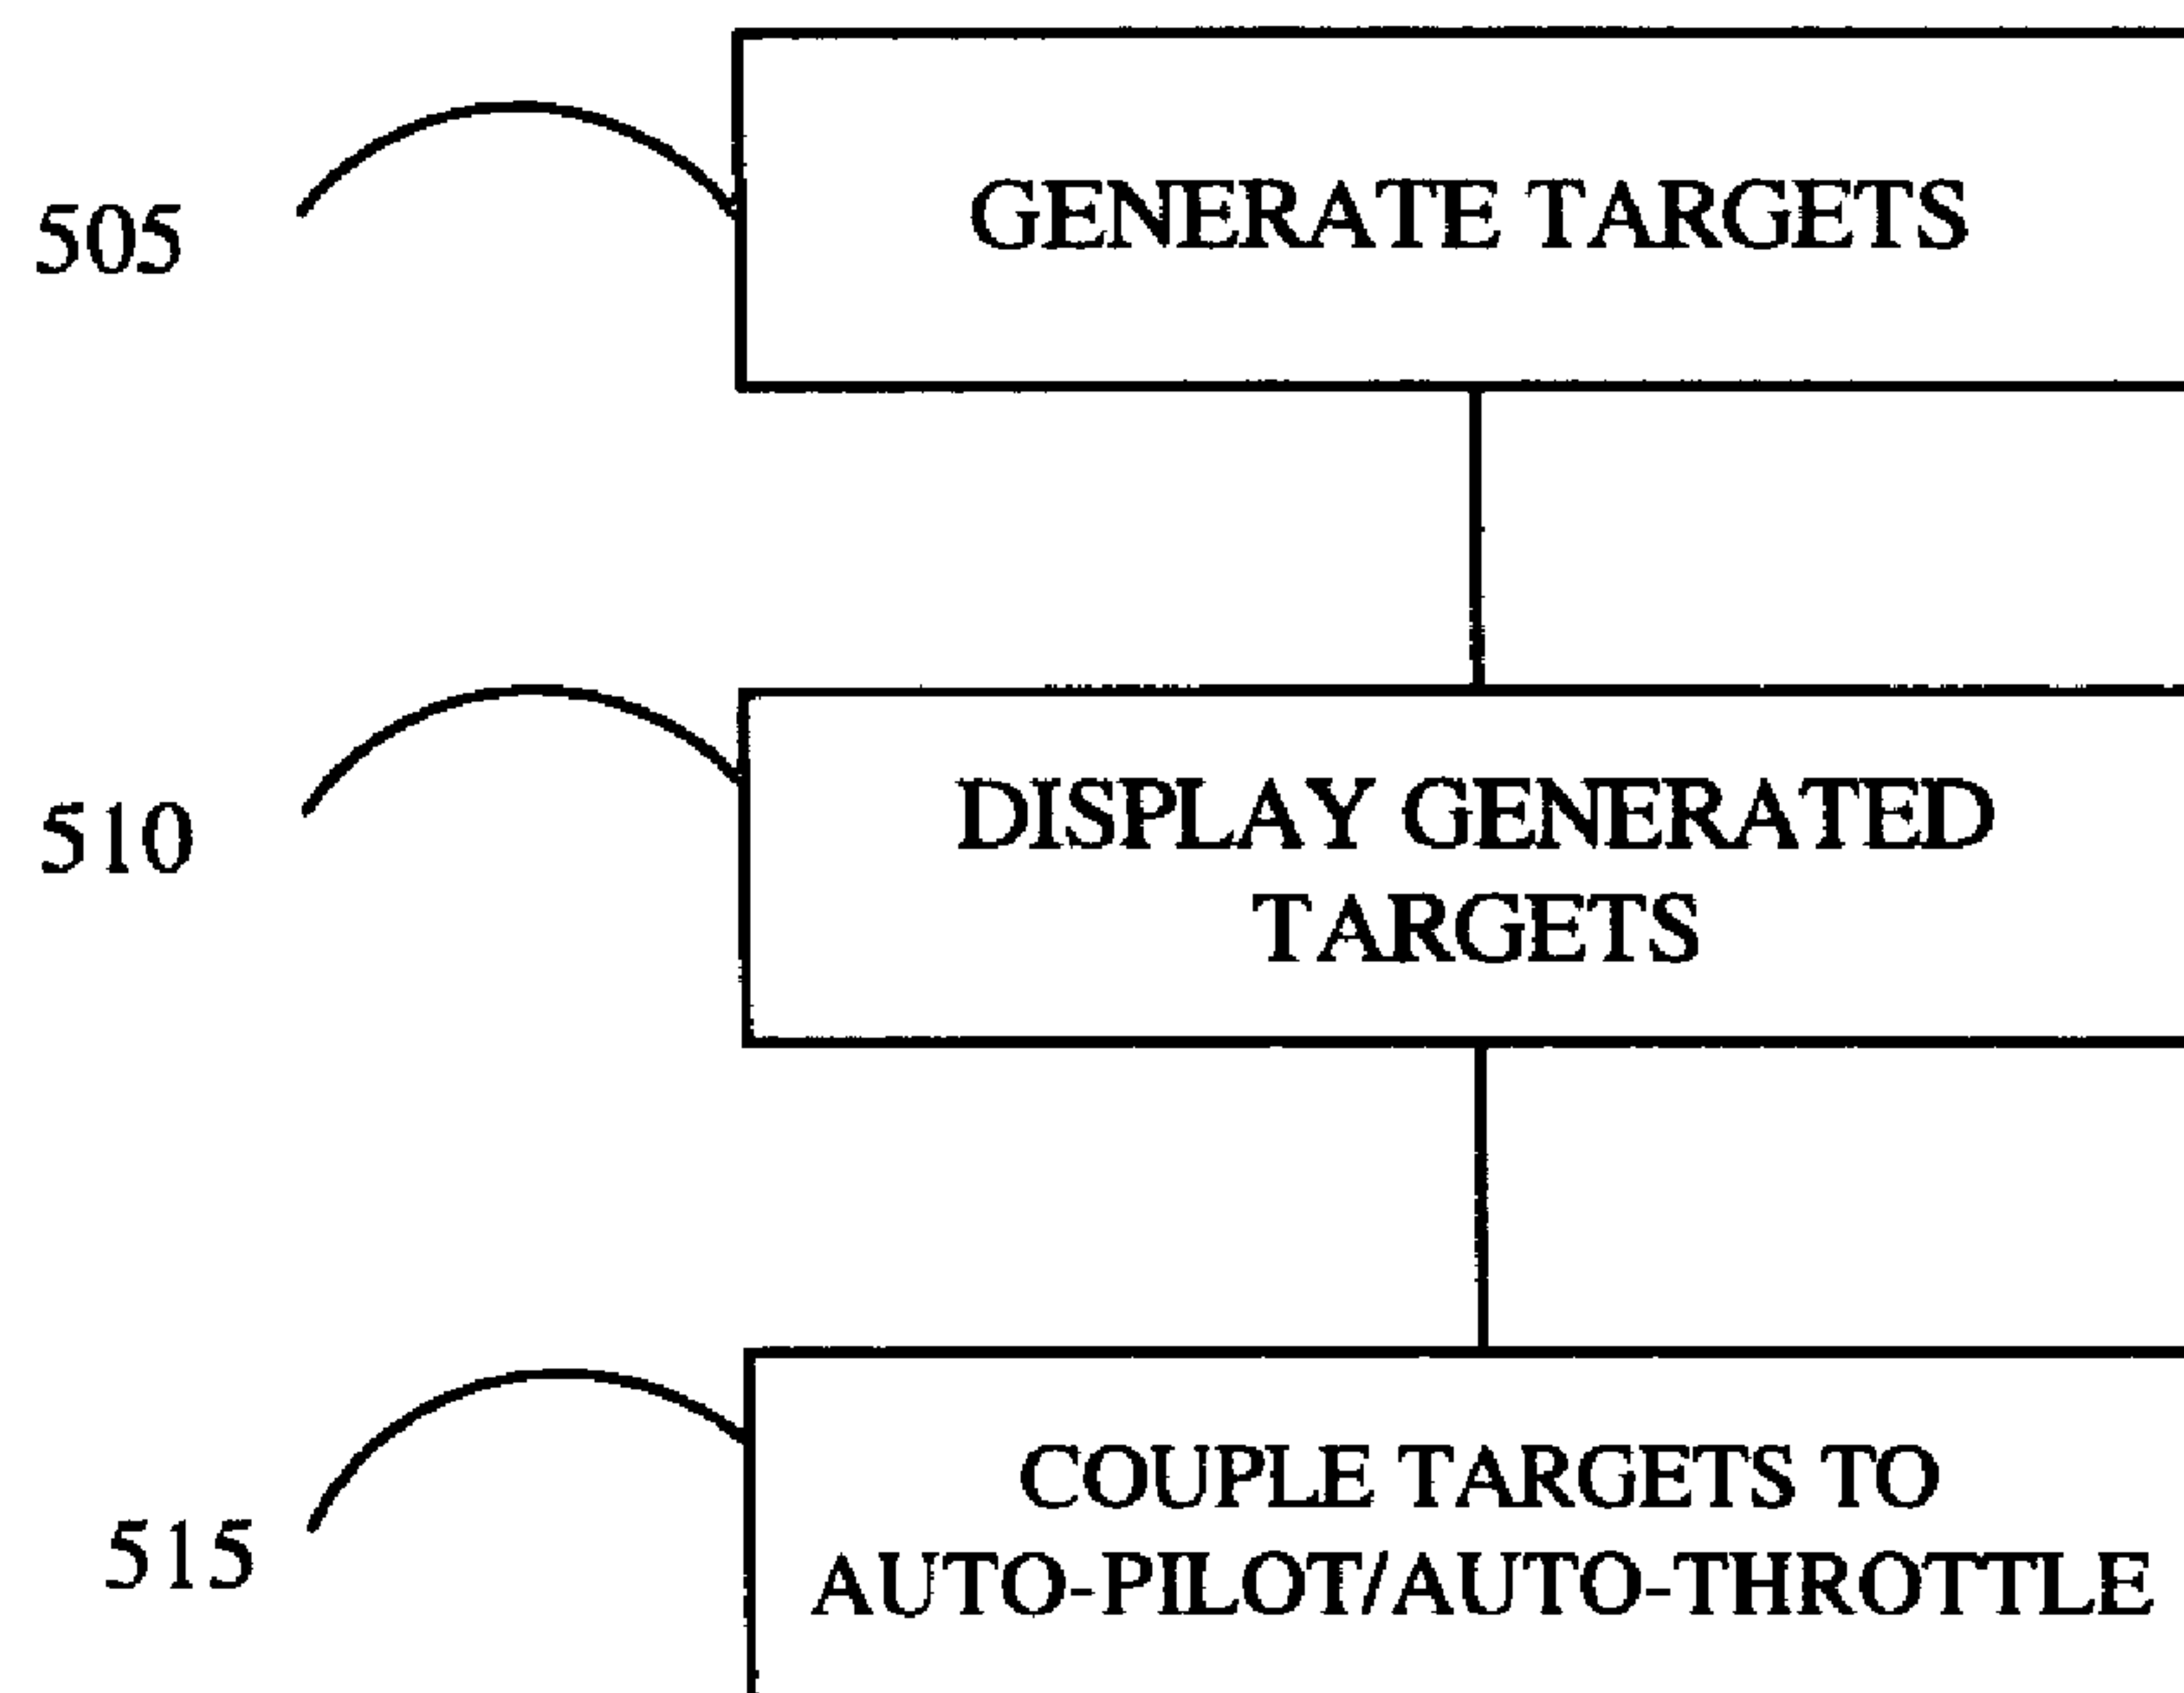 505
GENERATE TARGETS
510
DISPLAY GENERATED
TARGETS
515
COUPLE TARGETS TO
AUTO-PILOT/AUTO-THROTTLE